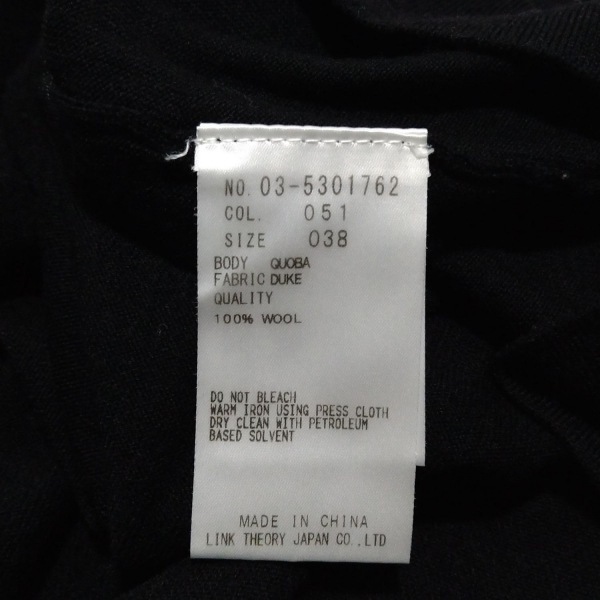 NO. 03-5301762
COL. 051
SIZE 038
BODY QUOBA
FABRIC DUKE
QUALITY
100% WOOL
DO NOT BLEACH
WARM IRON USING PRESS CLOTH
DRY CLEAN WITH PETROLEUM
BASED SOLVENT
MADE IN CHINA
LINK THEORY JAPAN CO.,LTD